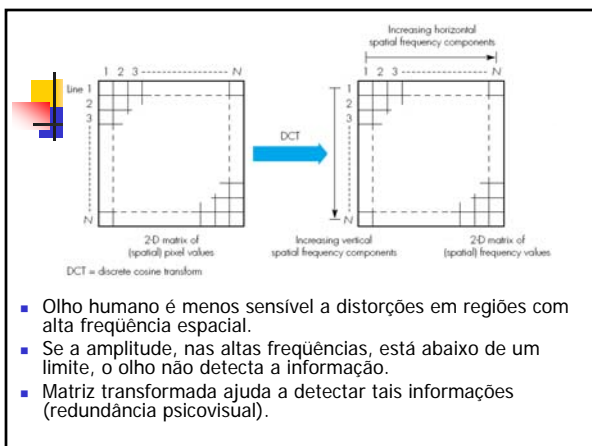 Increasing horizontal
spatial frequency components
1 2 3 N
1 2 3 N
Line 1
1
2
2
3
3
DCT
N
N
2-D matrix of
(spatial) pixel values
Increasing vertical
spatial frequency components
2-D matrix of
(spatial) frequency values
DCT = discrete cosine transform
Olho humano é menos sensível a distorções em regiões com
alta freqüência espacial.
Se a amplitude, nas altas freqüências, está abaixo de um
limite, o olho não detecta a informação.
Matriz transformada ajuda a detectar tais informações
(redundância psicovisual).